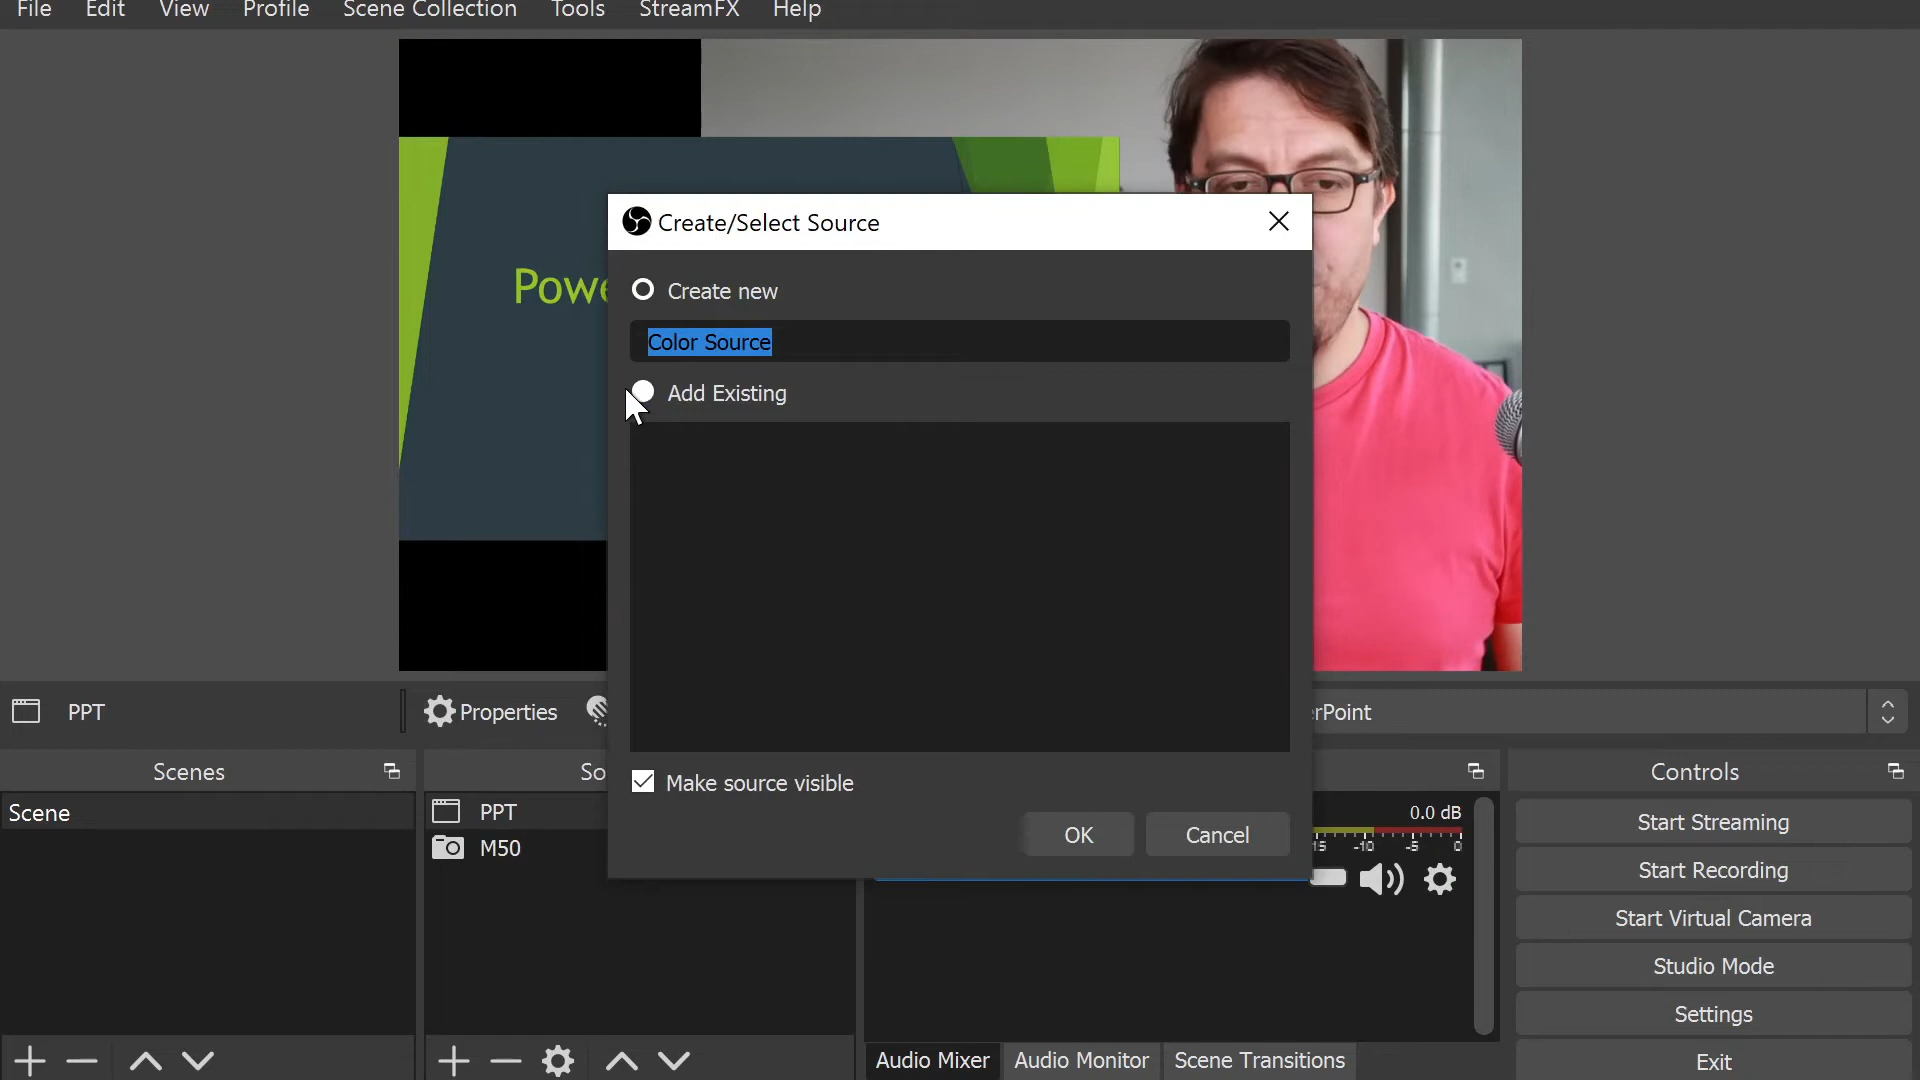 File Edit View Profile Scene Collection Tools StreamFX Help
Create/Select Source
Create new
Powe
Color Source
Add Existing
Make source visible
OK Cancel
PPT Properties rPoint
Scenes So Controls
Scene
PPT
M50
0.0 dB
15 -10 -5 0
Start Streaming
Start Recording
Start Virtual Camera
Studio Mode
Settings
Exit
Audio Mixer Audio Monitor Scene Transitions